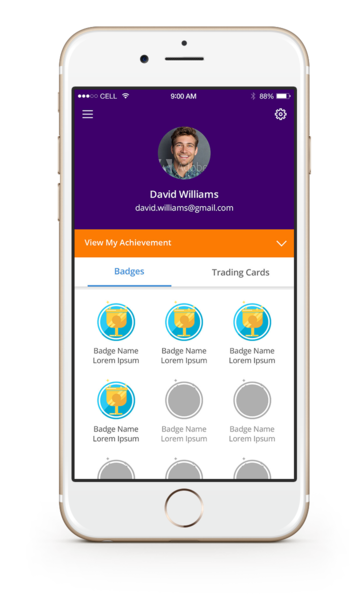 CELL 9:00 AM 88%
David Williams
david.williams@gmail.com
View My Achievement
Badges Trading Cards
Badge Name Badge Name Badge Name
Lorem Ipsum Lorem Ipsum Lorem Ipsum
Badge Name Badge Name Badge Name
Lorem Ipsum Lorem Ipsum Lorem Ipsum